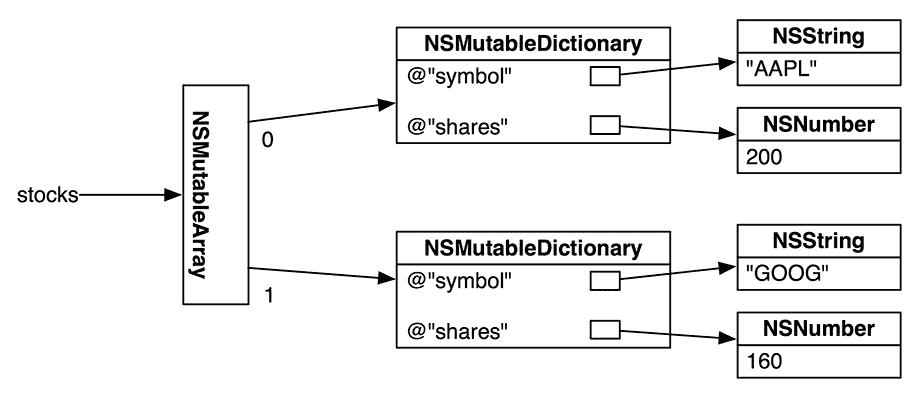 stocks
NSMutableArray
0
1
NSMutableDictionary
@"symbol"
@"shares"
NSString
"AAPL"
NSNumber
200
NSMutableDictionary
@"symbol"
@"shares"
NSString
"GOOG"
NSNumber
160